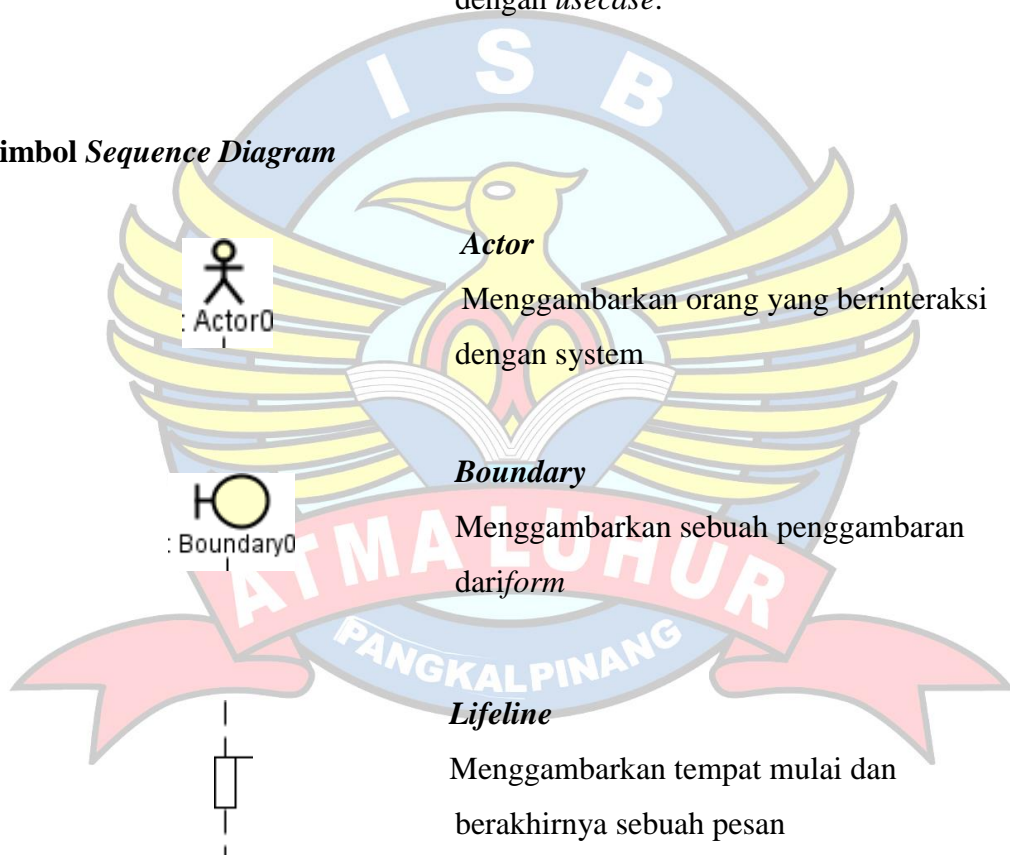 dengan usecase.
I S B
imbol Sequence Diagram
Actor
: Actor0
Menggambarkan orang yang berinteraksi
dengan system
Boundary
: Boundary0
Menggambarkan sebuah penggambaran
dariform
ATMA LUHUR
PANGKALPINANG
Lifeline
Menggambarkan tempat mulai dan
berakhirnya sebuah pesan